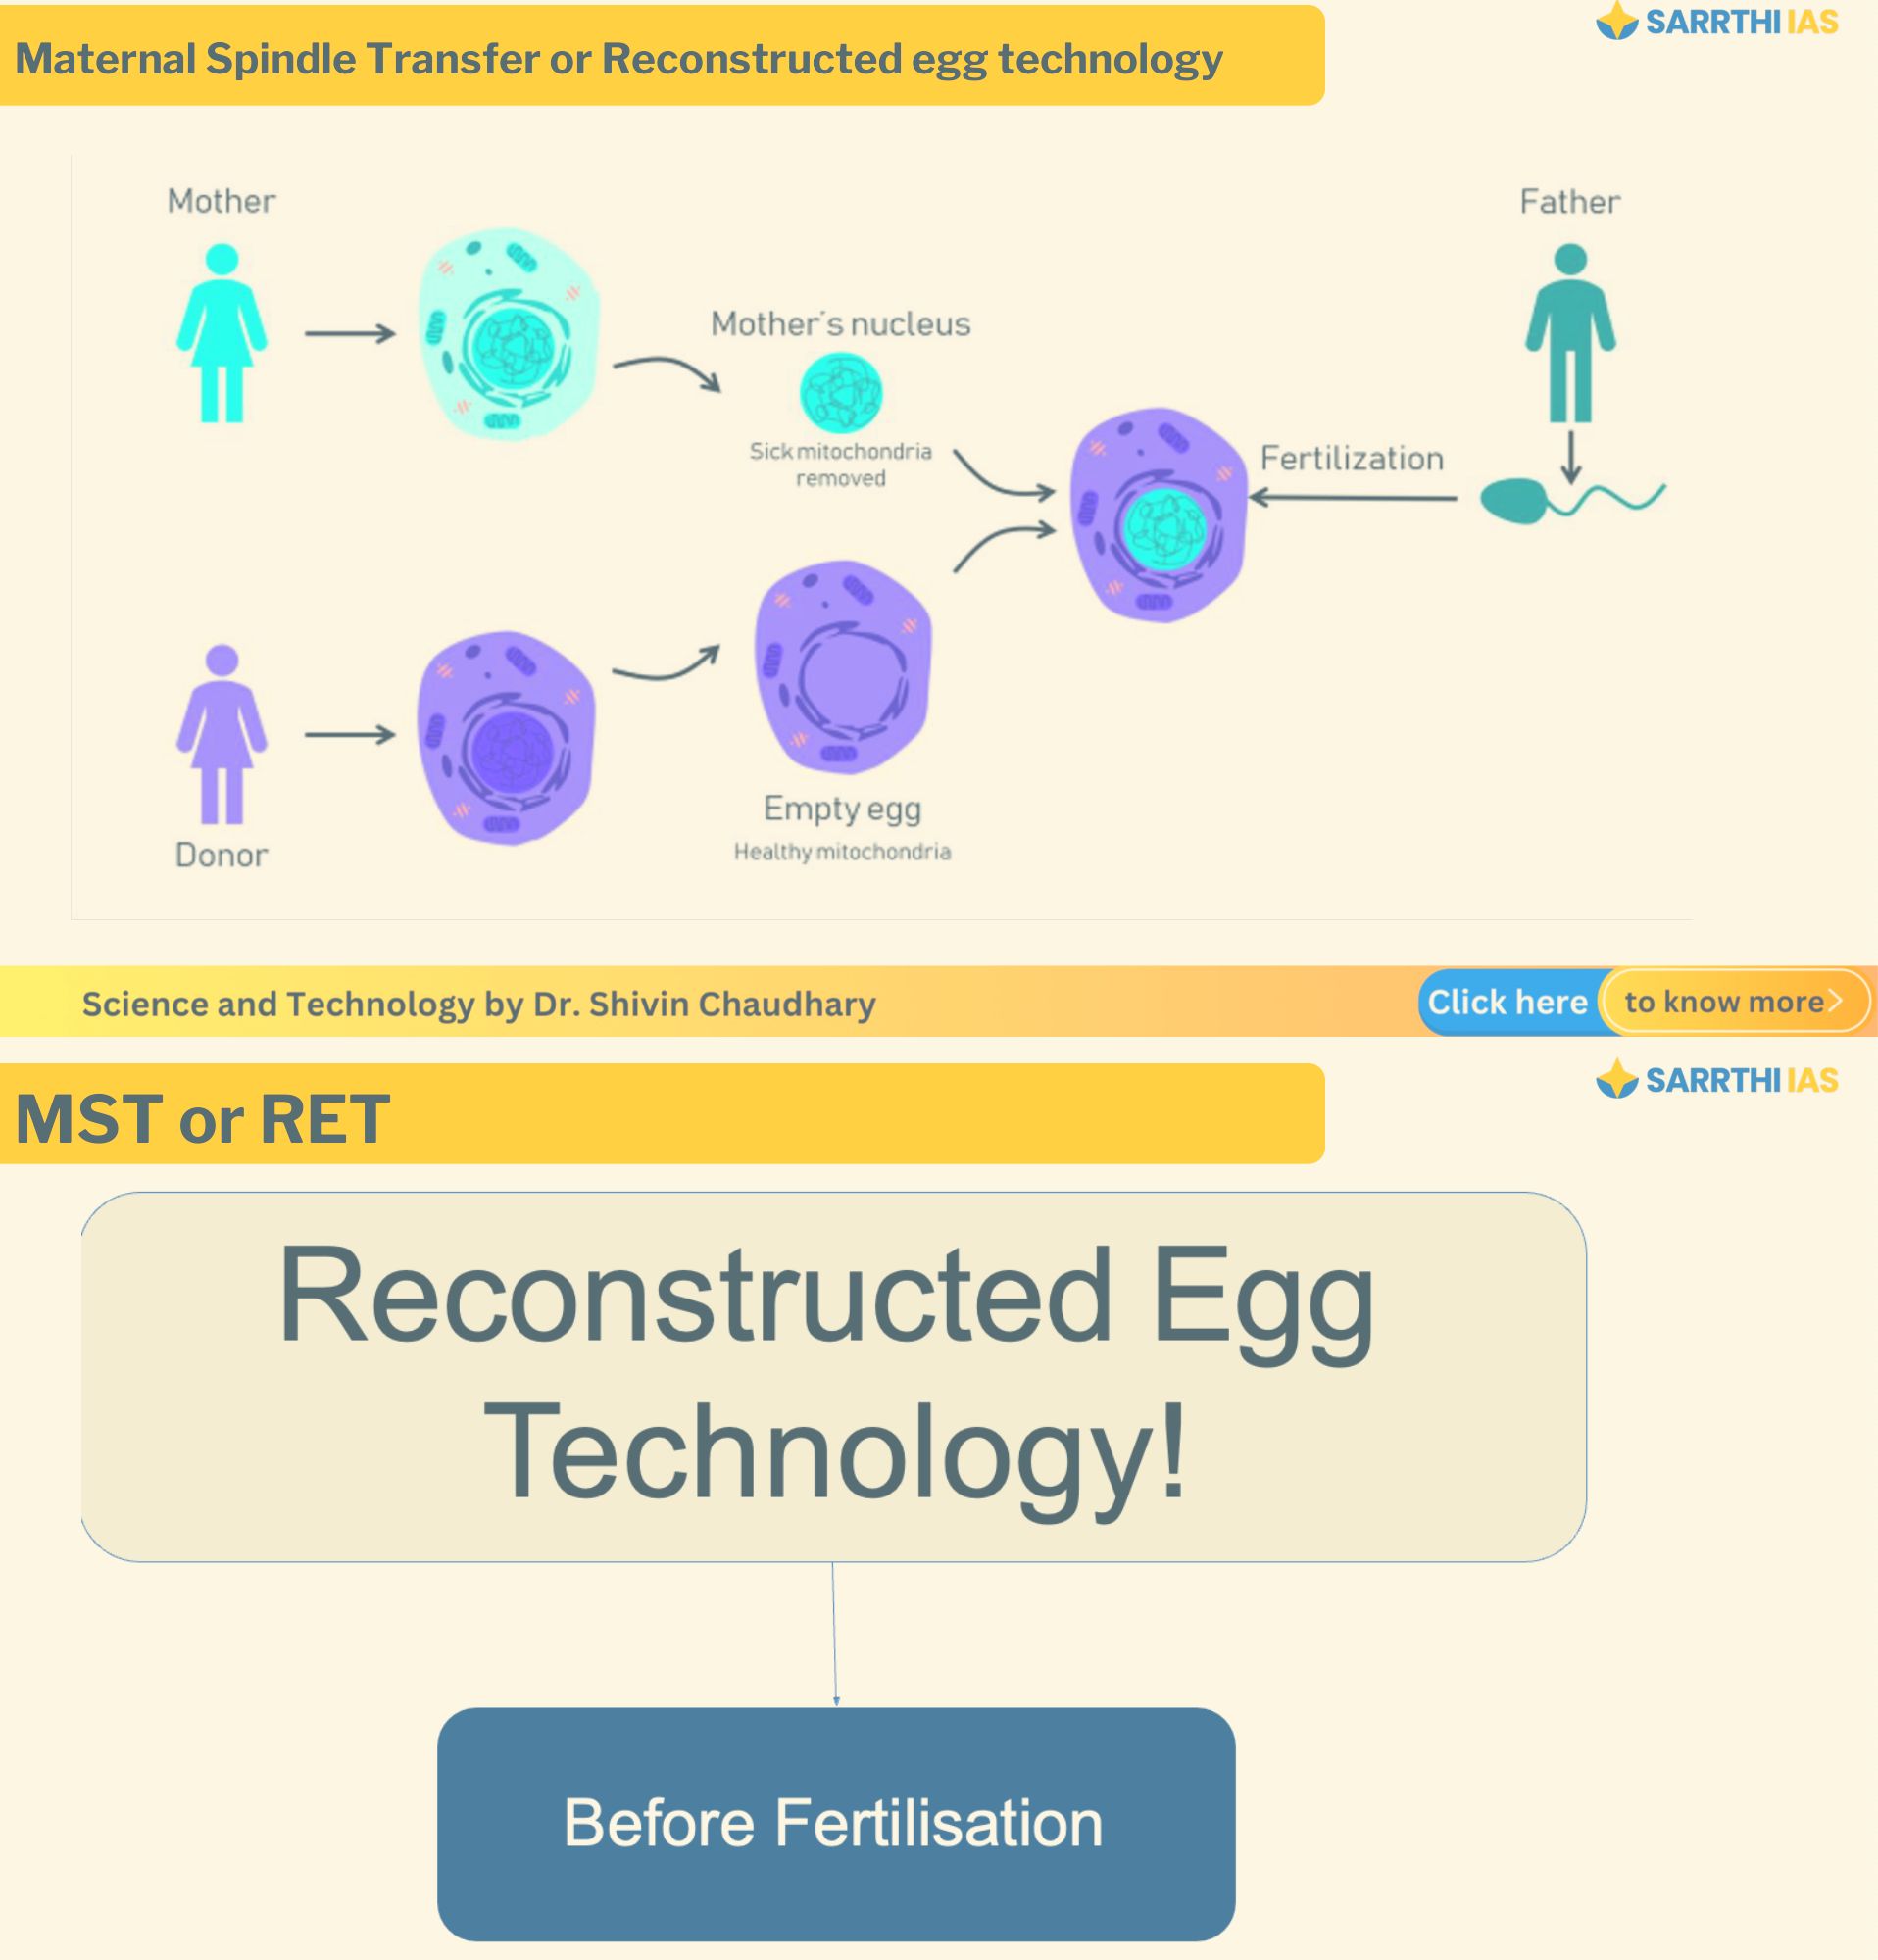 Maternal Spindle Transfer or Reconstructed egg technology
SARRTHI IAS
Mother
Father
Mother's nucleus
Sick mitochondria
removed
Fertilization
Empty egg
Healthy mitochondria
Donor
Science and Technology by Dr. Shivin Chaudhary
Click here to know more
MST or RET
SARRTHI IAS
Reconstructed Egg
Technology!
Before Fertilisation